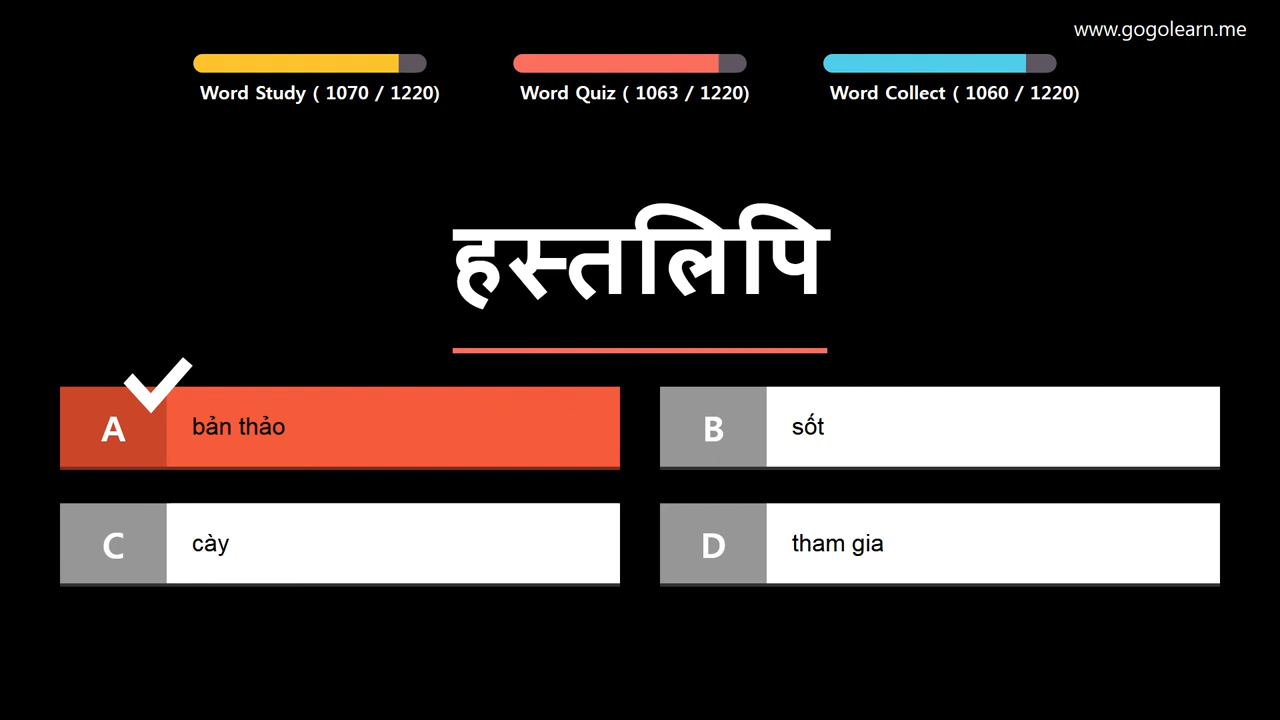 www.gogolearn.me
Word Study ( 1070 / 1220)
Word Quiz ( 1063 / 1220)
Word Collect ( 1060 / 1220)
हस्तलिपि
A bản thảo
B sốt
C cày
D tham gia